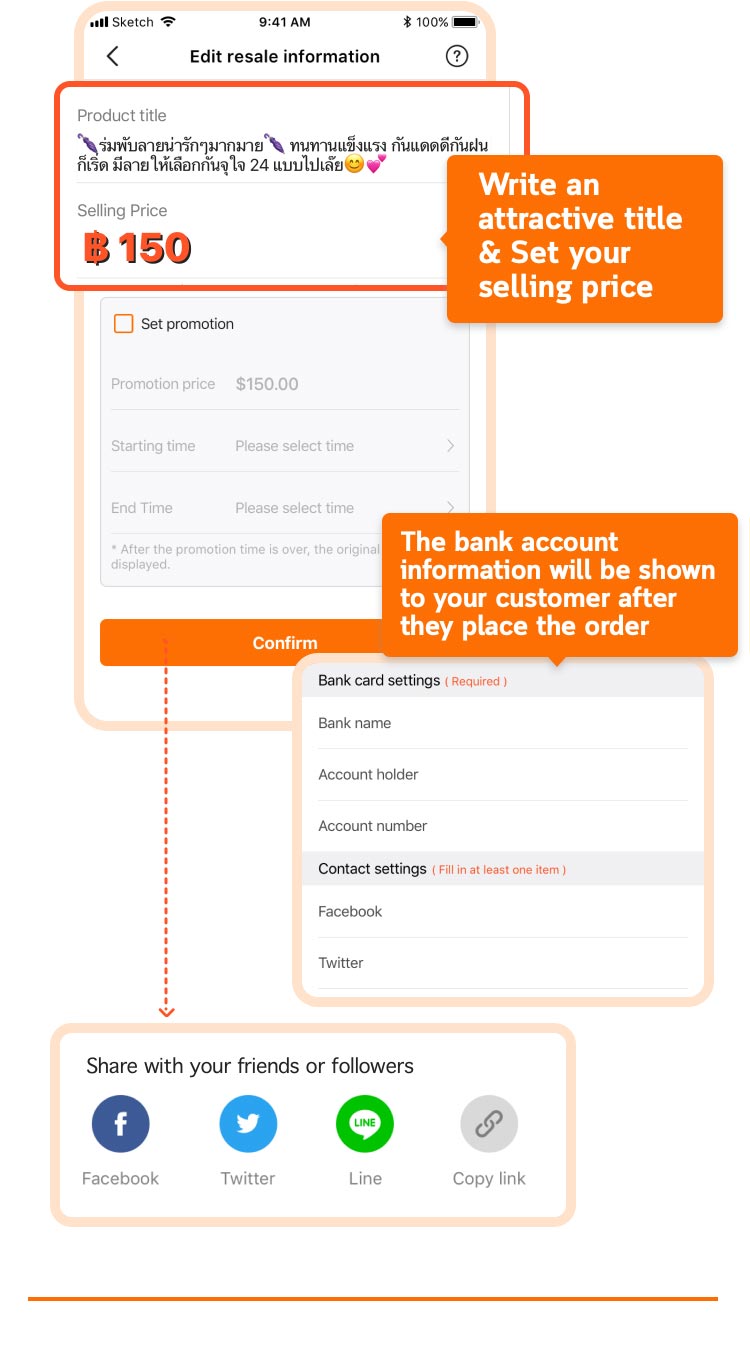 Sketch 9:41 AM 100%
Edit resale information
Product title
🌂ร่มพับลายน่ารักๆมากมาย🌂 ทนทานแข็งแรง กันแดดดีกันฝน
ก็เริ่ด มีลายให้เลือกกันจุใจ 24 แบบไปเล๊ย😊💕
Selling Price
฿ 150
Write an
attractive title
& Set your
selling price
Set promotion
Promotion price $150.00
Starting time Please select time
End Time Please select time
* After the promotion time is over, the original
displayed.
The bank account
information will be shown
to your customer after
they place the order
Confirm
Bank card settings ( Required )
Bank name
Account holder
Account number
Contact settings ( Fill in at least one item )
Facebook
Twitter
Share with your friends or followers
f LINE
Facebook Twitter Line Copy link